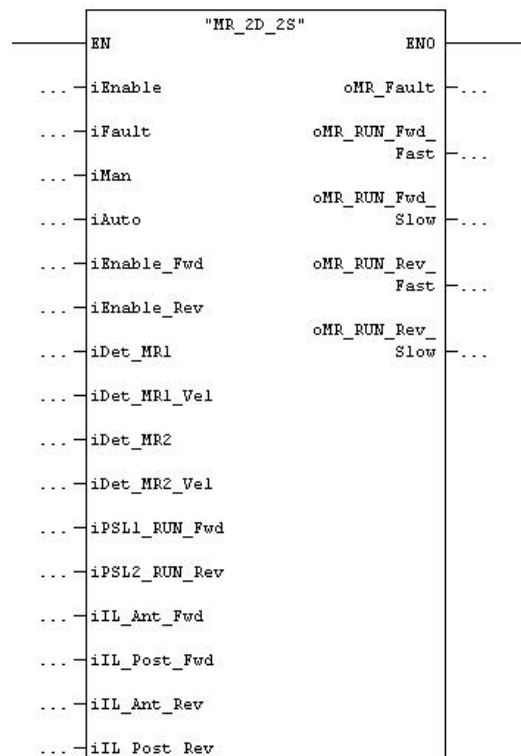 "MR_2D_2S"
EN ENO
... iEnable oMR_Fault ...
... iFault oMR_RUN_Fwd_
Fast ...
... iMan
oMR_RUN_Fwd_
... iAuto Slow ...
... iEnable_Fwd oMR_RUN_Rev_
Fast ...
... iEnable_Rev
oMR_RUN_Rev_
... iDet_MR1 Slow ...
... iDet_MR1_Vel
... iDet_MR2
... iDet_MR2_Vel
... iPSL1_RUN_Fwd
... iPSL2_RUN_Rev
... iIL_Ant_Fwd
... iIL_Post_Fwd
... iIL_Ant_Rev
... iIL_Post_Rev